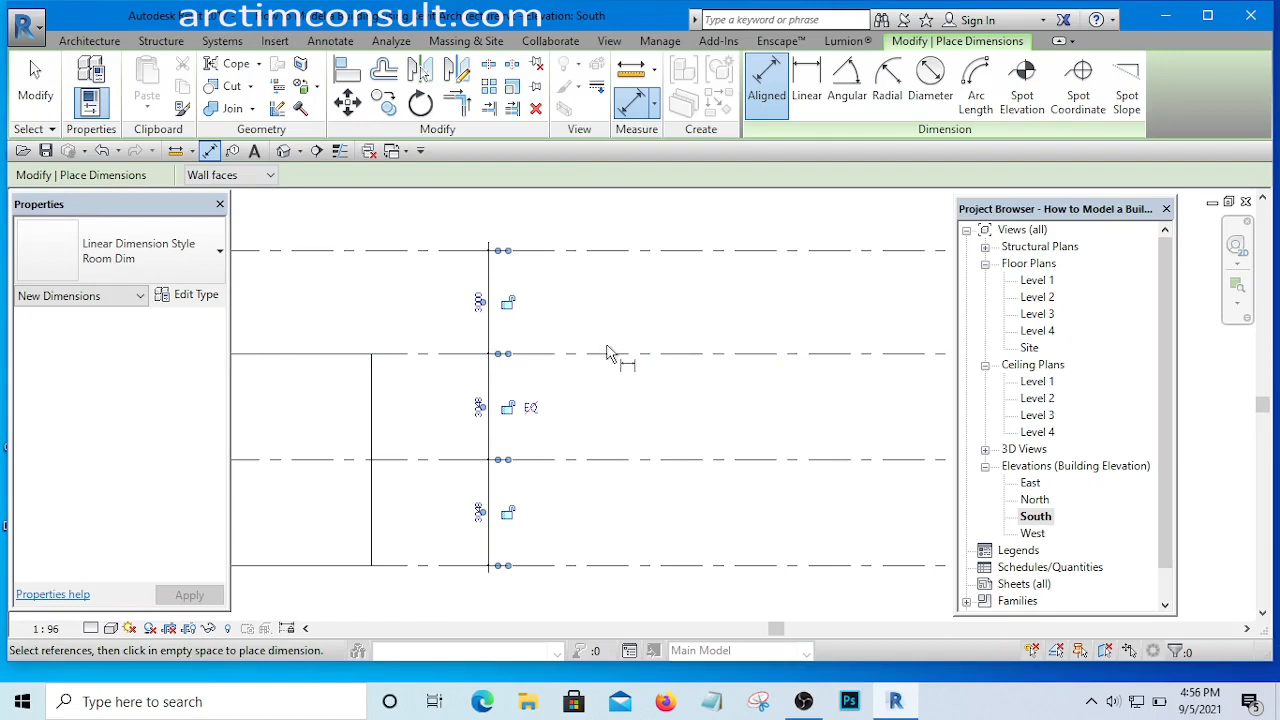 arctimconsult.com
Elevation: South
Type a keyword or phrase
Sign In
Architecture
Structure
Systems
Insert
Annotate
Analyze
Massing & Site
Collaborate
View
Manage
Add-Ins
Enscape™
Lumion®
Modify | Place Dimensions
Modify
Paste
Cope
Cut
Join
Aligned
Linear
Angular
Radial
Diameter
Arc
Length
Spot
Elevation
Spot
Coordinate
Spot
Slope
Select
Properties
Clipboard
Geometry
Modify
View
Measure
Create
Dimension
Modify | Place Dimensions
Wall faces
Properties
Linear Dimension Style
Room Dim
New Dimensions
Edit Type
Properties help
Apply
EQ
Project Browser - How to Model a Buil...
Views (all)
Structural Plans
Floor Plans
Level 1
Level 2
Level 3
Level 4
Site
Ceiling Plans
Level 1
Level 2
Level 3
Level 4
3D Views
Elevations (Building Elevation)
East
North
South
West
Legends
Schedules/Quantities
Sheets (all)
Families
2D
1 : 96
Select references, then click in empty space to place dimension.
:0
Main Model
:0
Type here to search
Ps
R
4:56 PM
9/5/2021
5